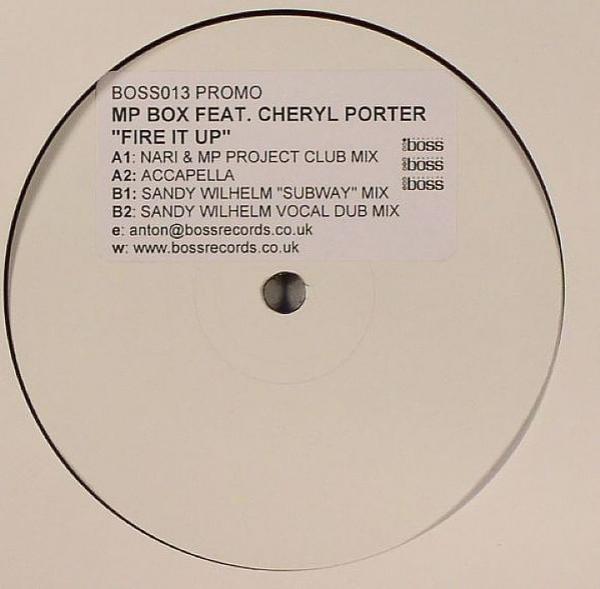 BOSS013 PROMO
MP BOX FEAT. CHERYL PORTER
"FIRE IT UP"
A1: NARI & MP PROJECT CLUB MIX
A2: ACCAPELLA
B1: SANDY WILHELM "SUBWAY" MIX
B2: SANDY WILHELM VOCAL DUB MIX
e: anton@bossrecords.co.uk
w: www.bossrecords.co.uk
boss
boss
boss